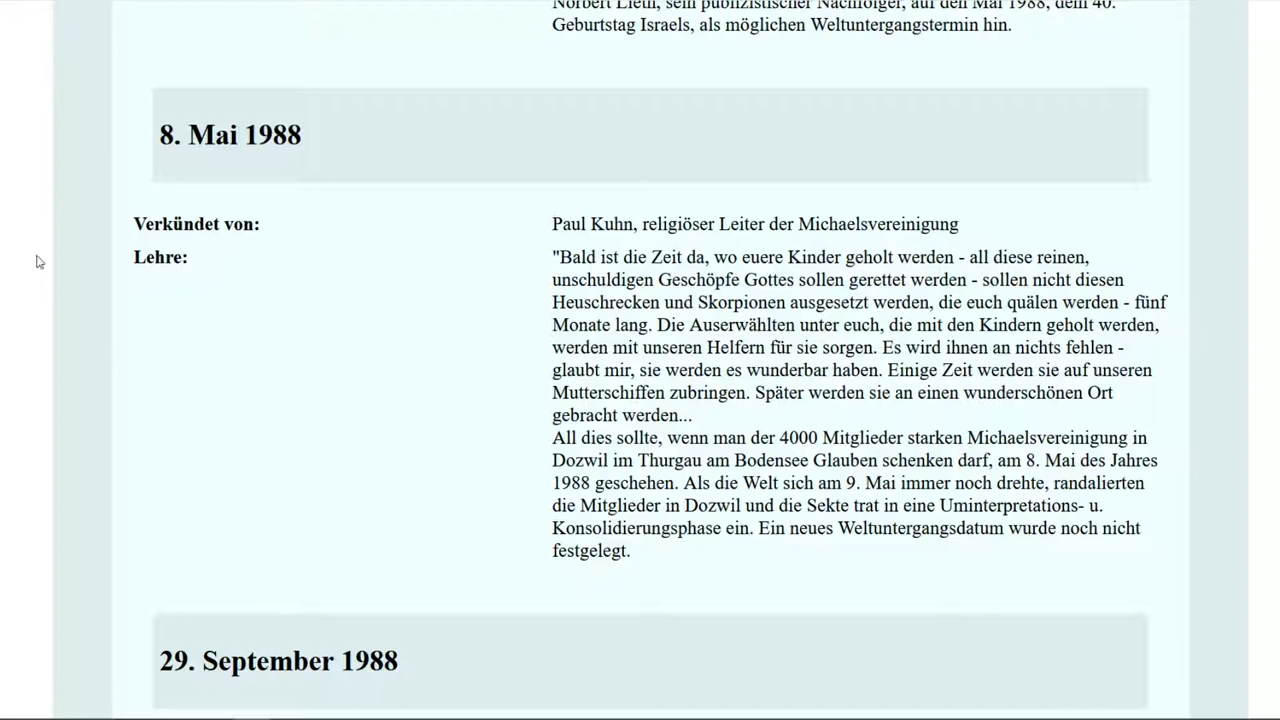 Norbert Lieth, sein publizistischer Nachfolger, auf den Mai 1988, dem 40.
Geburtstag Israels, als möglichen Weltuntergangstermin hin.
8. Mai 1988
Verkündet von:
Paul Kuhn, religiöser Leiter der Michaelsvereinigung
Lehre:
"Bald ist die Zeit da, wo euere Kinder geholt werden - all diese reinen,
unschuldigen Geschöpfe Gottes sollen gerettet werden - sollen nicht diesen
Heuschrecken und Skorpionen ausgesetzt werden, die euch quälen werden - fünf
Monate lang. Die Auserwählten unter euch, die mit den Kindern geholt werden,
werden mit unseren Helfern für sie sorgen. Es wird ihnen an nichts fehlen -
glaubt mir, sie werden es wunderbar haben. Einige Zeit werden sie auf unseren
Mutterschiffen zubringen. Später werden sie an einen wunderschönen Ort
gebracht werden...
All dies sollte, wenn man der 4000 Mitglieder starken Michaelsvereinigung in
Dozwil im Thurgau am Bodensee Glauben schenken darf, am 8. Mai des Jahres
1988 geschehen. Als die Welt sich am 9. Mai immer noch drehte, randalierten
die Mitglieder in Dozwil und die Sekte trat in eine Uminterpretations- u.
Konsolidierungsphase ein. Ein neues Weltuntergangsdatum wurde noch nicht
festgelegt.
29. September 1988